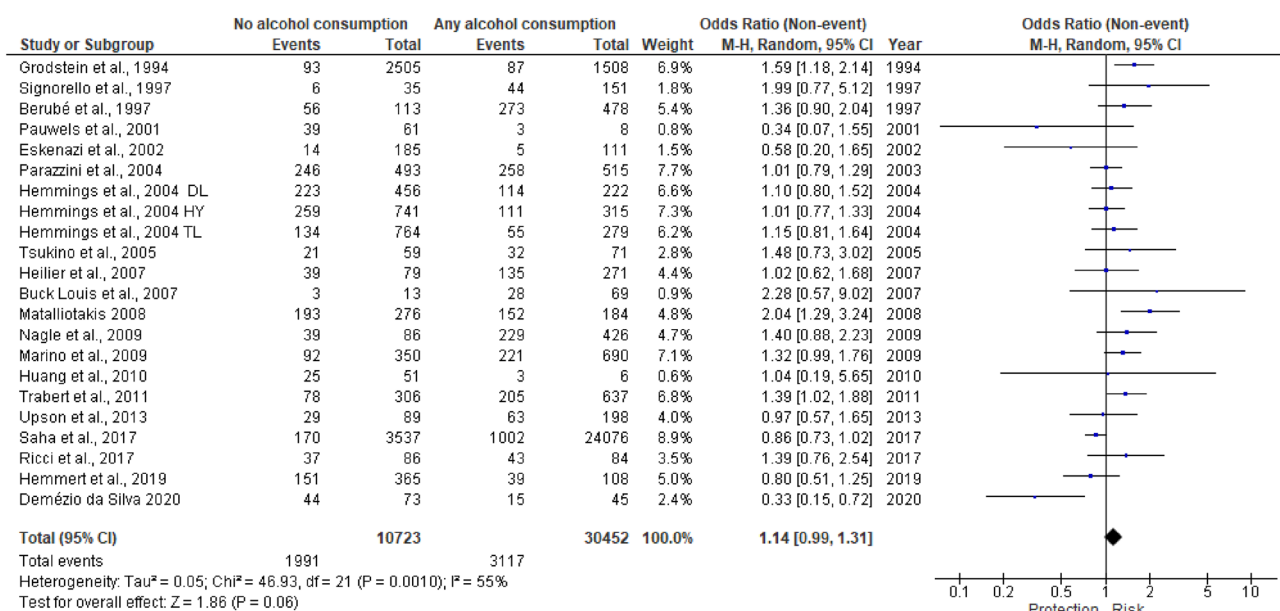 No alcohol consumption Any alcohol consumption Odds Ratio (Non-event) Odds Ratio (Non-event)
Study or Subgroup Events Total Events Total Weight M-H, Random, 95% CI Year M-H, Random, 95% CI
Grodstein et al., 1994 93 2505 87 1508 6.9% 1.59 [1.18, 2.14] 1994
Signorello et al., 1997 6 35 44 151 1.8% 1.99 [0.77, 5.12] 1997
Berubé et al., 1997 56 113 273 478 5.4% 1.36 [0.90, 2.04] 1997
Pauwels et al., 2001 39 61 3 8 0.8% 0.34 [0.07, 1.55] 2001
Eskenazi et al., 2002 14 185 5 111 1.5% 0.58 [0.20, 1.65] 2002
Parazzini et al., 2004 246 493 258 515 7.7% 1.01 [0.79, 1.29] 2003
Hemmings et al., 2004 DL 223 456 114 222 6.6% 1.10 [0.80, 1.52] 2004
Hemmings et al., 2004 HY 259 741 111 315 7.3% 1.01 [0.77, 1.33] 2004
Hemmings et al., 2004 TL 134 764 55 279 6.2% 1.15 [0.81, 1.64] 2004
Tsukino et al., 2005 21 59 32 71 2.8% 1.48 [0.73, 3.02] 2005
Heilier et al., 2007 39 79 135 271 4.4% 1.02 [0.62, 1.68] 2007
Buck Louis et al., 2007 3 13 28 69 0.9% 2.28 [0.57, 9.02] 2007
Matalliotakis 2008 193 276 152 184 4.8% 2.04 [1.29, 3.24] 2008
Nagle et al., 2009 39 86 229 426 4.7% 1.40 [0.88, 2.23] 2009
Marino et al., 2009 92 350 221 690 7.1% 1.32 [0.99, 1.76] 2009
Huang et al., 2010 25 51 3 6 0.6% 1.04 [0.19, 5.65] 2010
Trabert et al., 2011 78 306 205 637 6.8% 1.39 [1.02, 1.88] 2011
Upson et al., 2013 29 89 63 198 4.0% 0.97 [0.57, 1.65] 2013
Saha et al., 2017 170 3537 1002 24076 8.9% 0.86 [0.73, 1.02] 2017
Ricci et al., 2017 37 86 43 84 3.5% 1.39 [0.76, 2.54] 2017
Hemmert et al., 2019 151 365 39 108 5.0% 0.80 [0.51, 1.25] 2019
Demézio da Silva 2020 44 73 15 45 2.4% 0.33 [0.15, 0.72] 2020
Total (95% CI) 10723 30452 100.0% 1.14 [0.99, 1.31]
Total events 1991 3117
Heterogeneity: Tau² = 0.05; Chi² = 46.93, df = 21 (P = 0.0010); I² = 55%
Test for overall effect: Z = 1.86 (P = 0.06)
0.1 0.2 0.5 1 2 5 10
Protection Risk